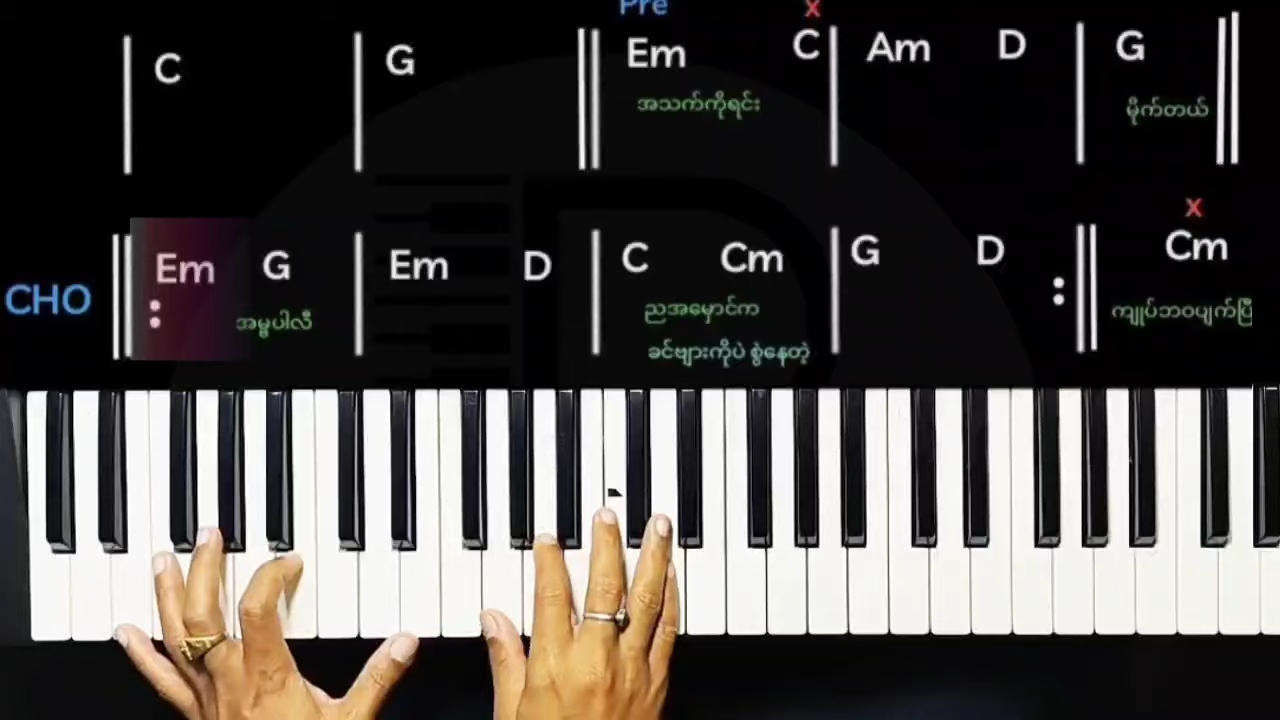 Pre x
C G Em C Am D G
အသက်ကိုရင်း မိုက်တယ်
x
CHO Em G Em D C Cm G D Cm
အမ္ဗပါလီ ညအမှောင်က ကျုပ်ဘဝပျက်ပြီ
ခင်ဗျားကိုပဲ စွဲနေတဲ့